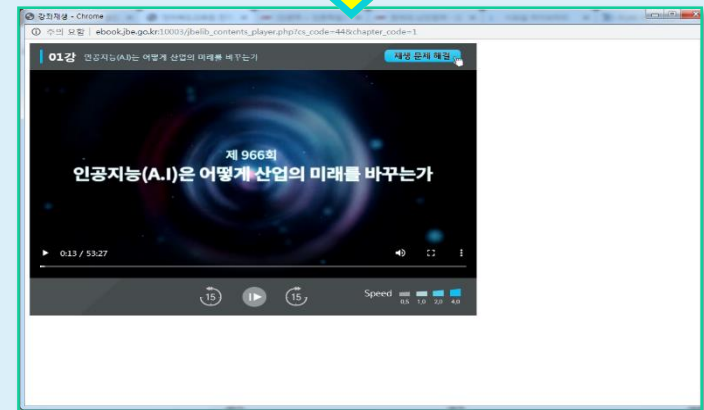 강의재생 - Chrome
주의 요함 | ebook.jbe.go.kr:10003/jbelib_contents_player.php?cs_code=44&chapter_code=1
01강 인공지능(A.I)는 어떻게 산업의 미래를 바꾸는가
재생 문제 해결
제 966회
인공지능(A.I)은 어떻게 산업의 미래를 바꾸는가
0:13 / 53:27
15
15
Speed
0.5 1.0 2.0 4.0